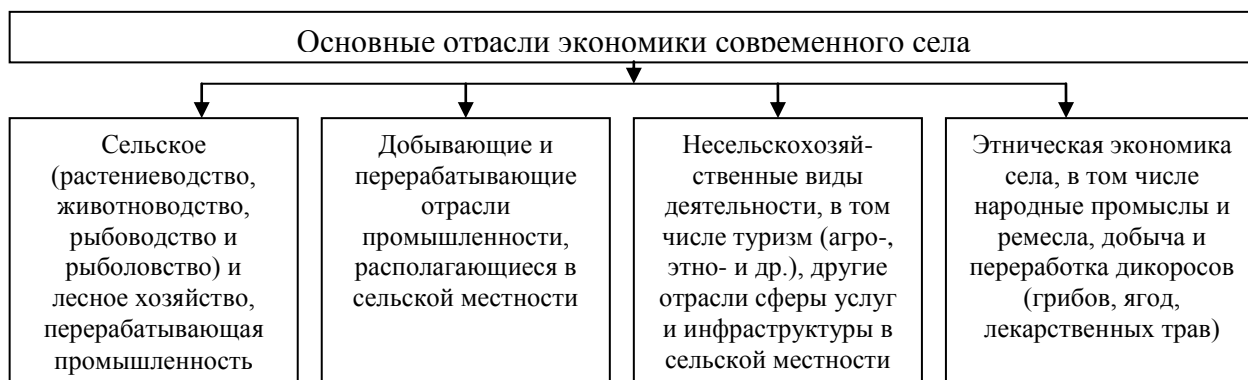 Основные отрасли экономики современного села
Сельское
(растениеводство,
животноводство,
рыбоводство и
рыболовство) и
лесное хозяйство,
перерабатывающая
промышленность
Добывающие и
перерабатывающие
отрасли
промышленности,
располагающиеся в
сельской местности
Несельскохозяй-
ственные виды
деятельности, в том
числе туризм (агро-,
этно- и др.), другие
отрасли сферы услуг
и инфраструктуры в
сельской местности
Этническая экономика
села, в том числе
народные промыслы и
ремесла, добыча и
переработка дикоросов
(грибов, ягод,
лекарственных трав)